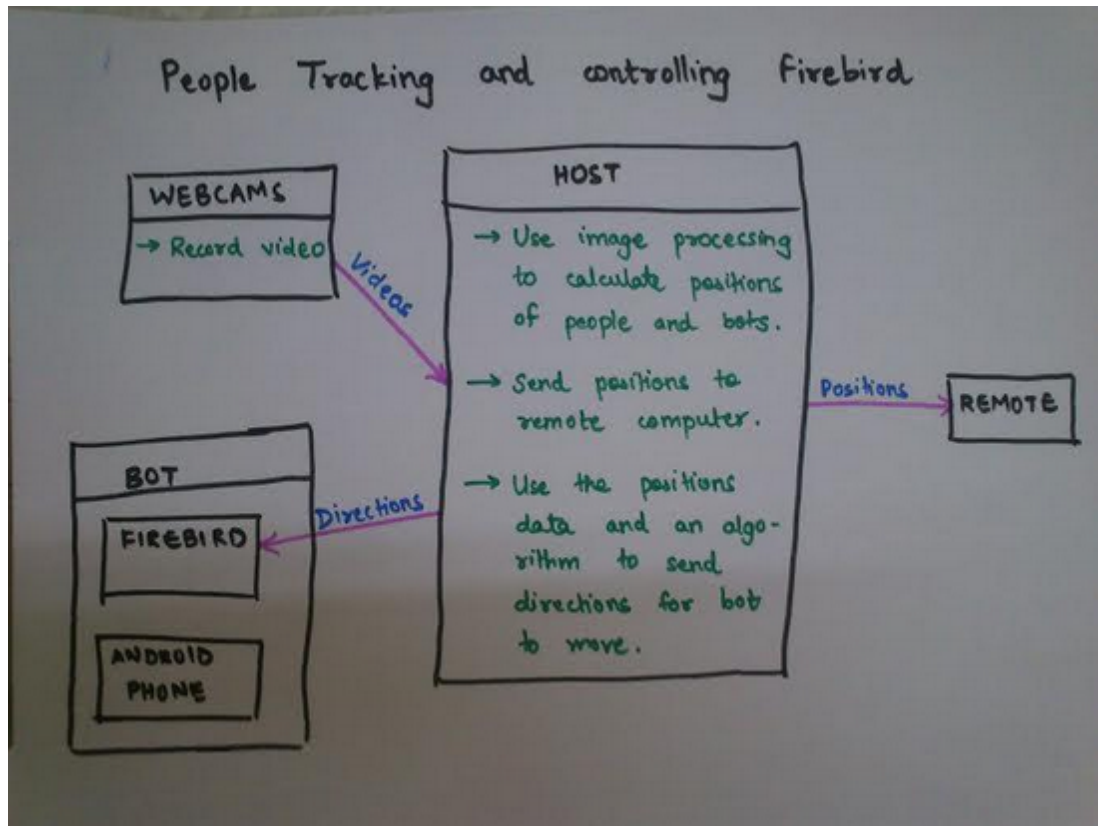 People Tracking and controlling Firebird
WEBCAMS
→ Record video
Videos
HOST
→ Use image processing
to calculate positions
of people and bots.
→ Send positions to
remote computer.
→ Use the positions
data and an algo-
rithm to send
directions for bot
to move.
Positions
REMOTE
Directions
BOT
FIREBIRD
ANDROID
PHONE